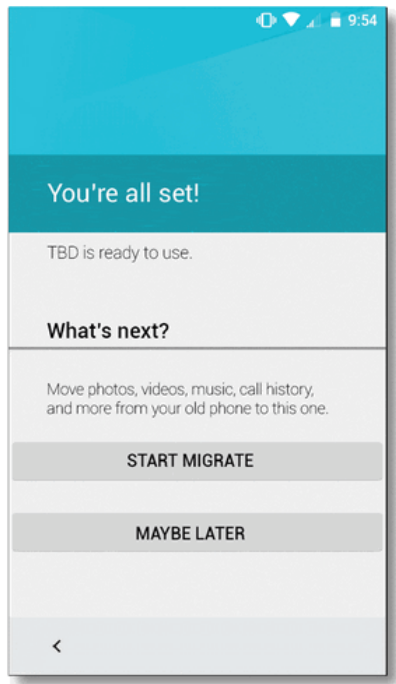 9:54
You're all set!
TBD is ready to use.
What's next?
Move photos, videos, music, call history,
and more from your old phone to this one.
START MIGRATE
MAYBE LATER